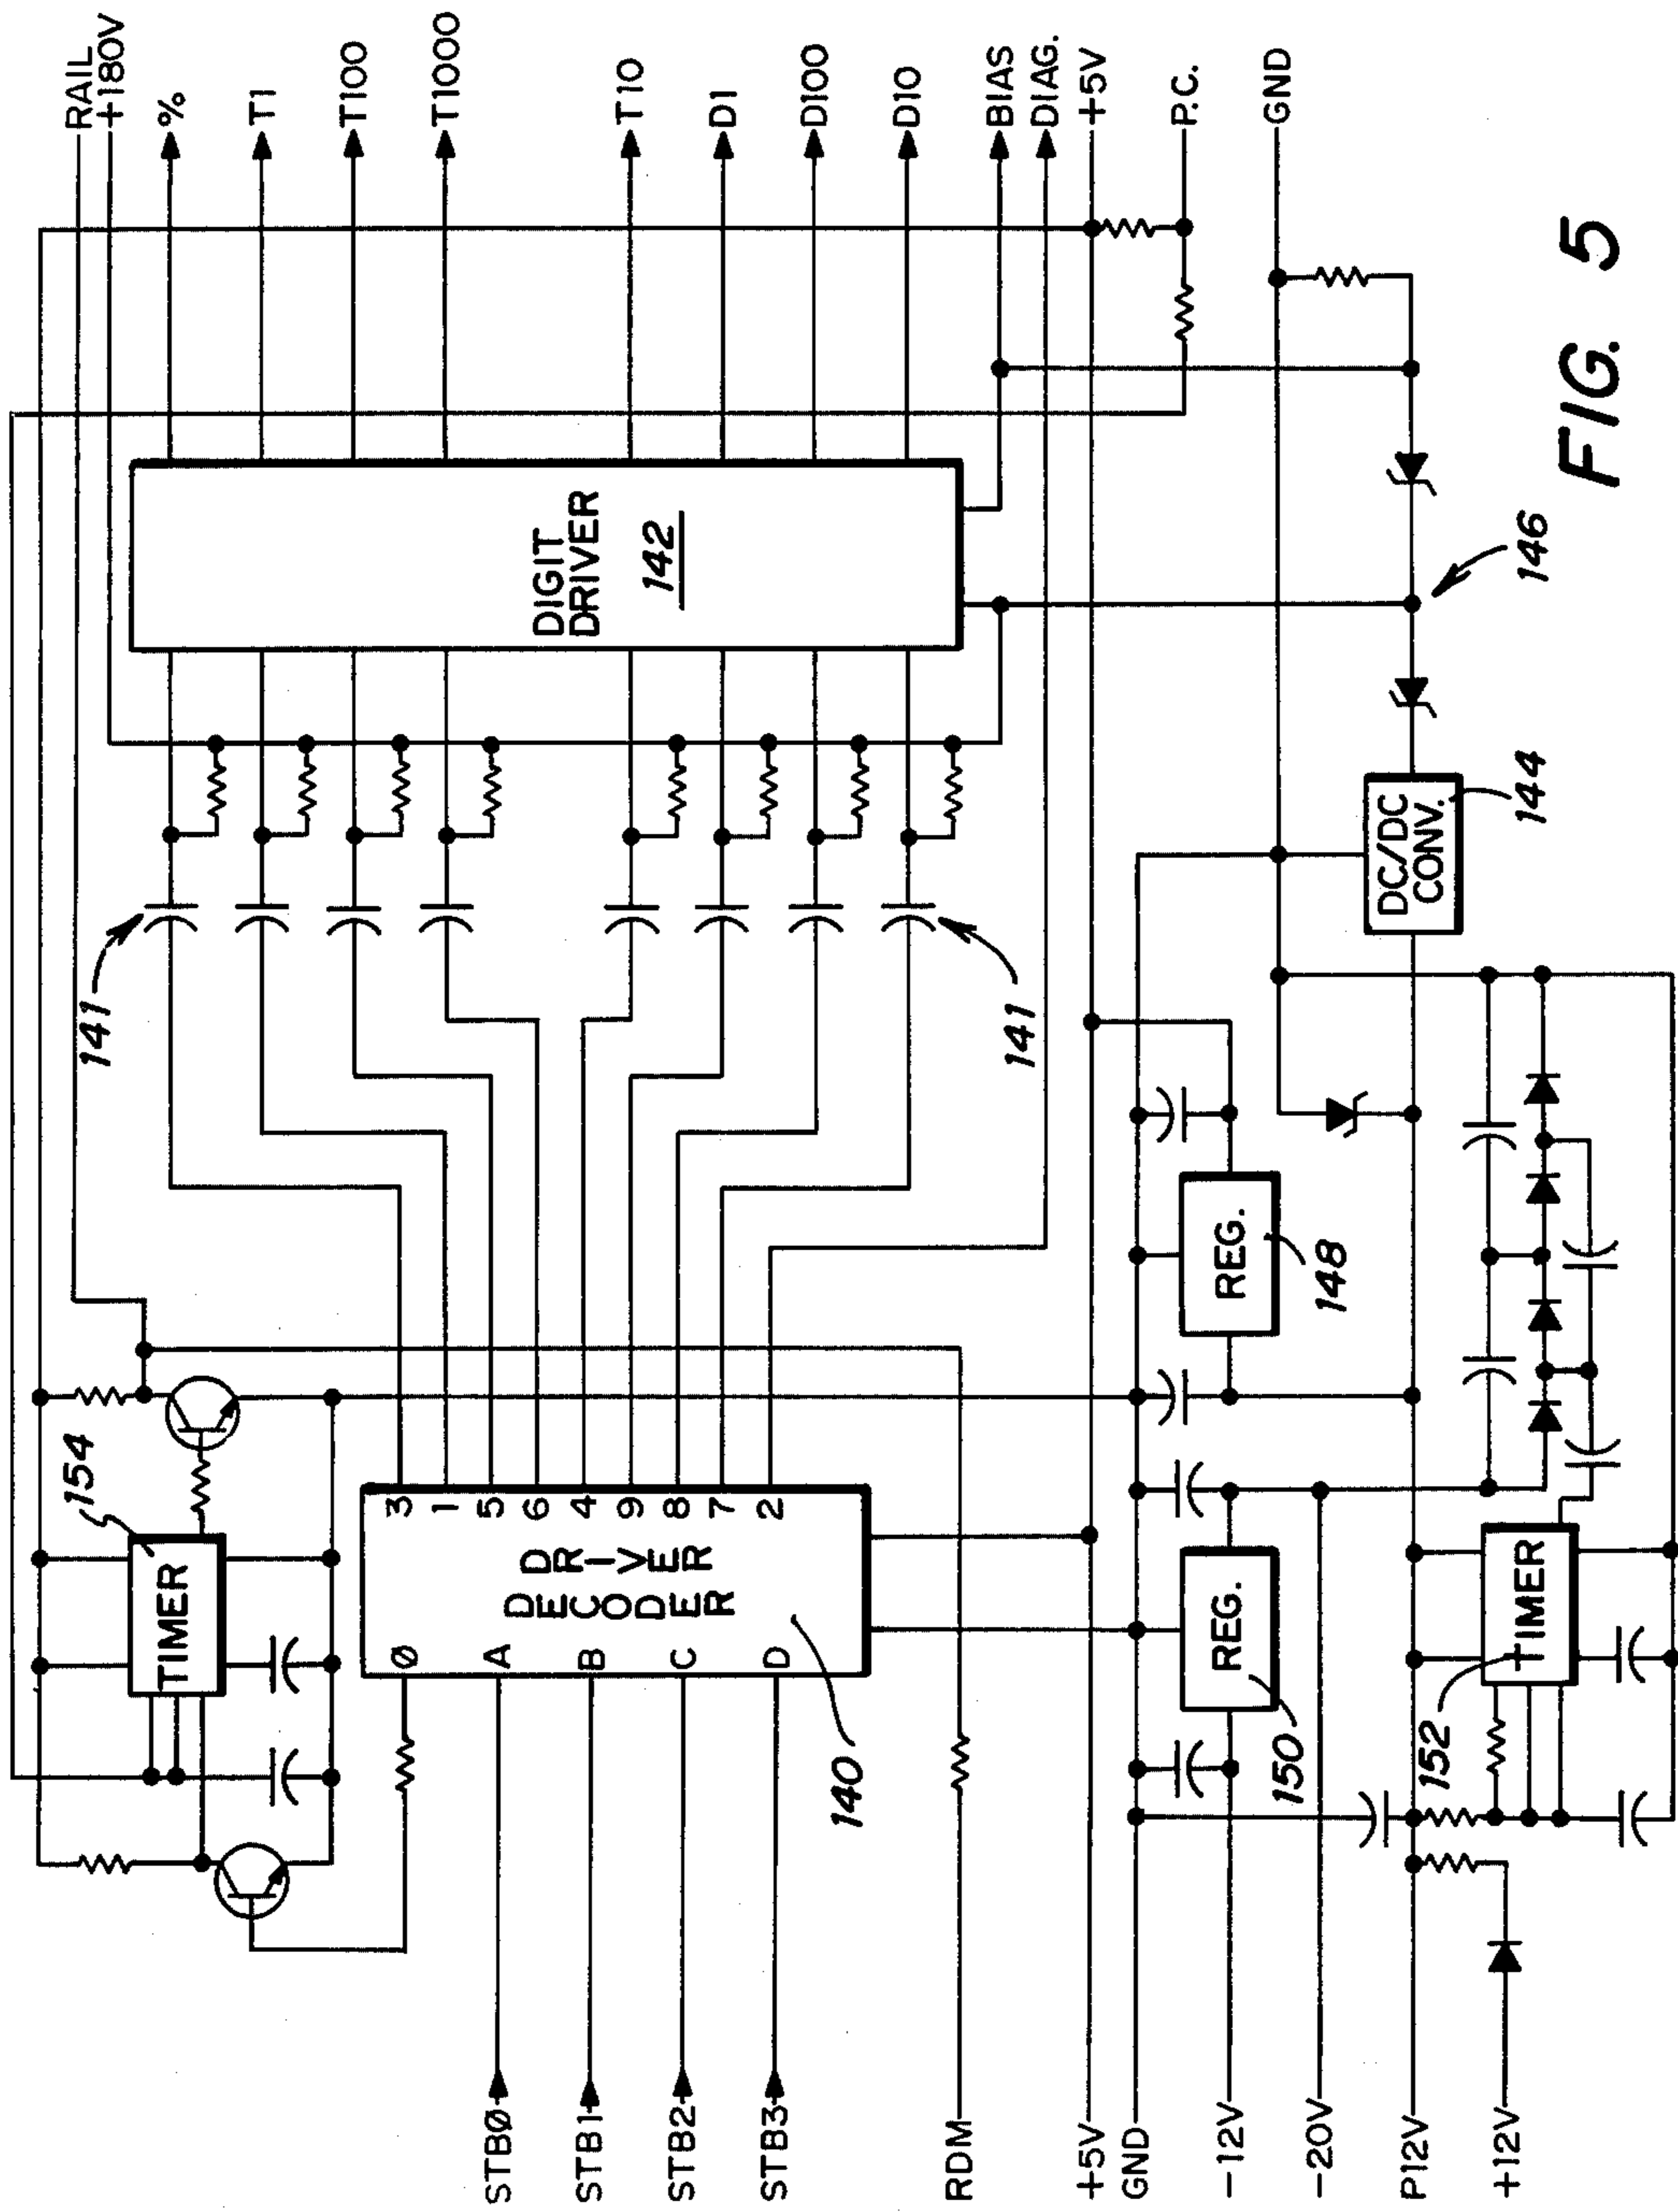 RAIL
+180V
%
T1
T100
T1000
T10
D1
D100
D10
BIAS
DIAG.
+5V
P.C.
GND
154
TIMER
141
DIGIT
DRIVER
142
3
1
5
6
4
9
8
7
2
DRIVER
DECODER
Ø
A
B
C
D
140
141
STBØ
STB1
STB2
STB3
RDM
+5V
GND
-12V
-20V
P12V
+12V
REG.
148
REG.
150
TIMER
152
DC/DC
CONV.
144
146
FIG. 5